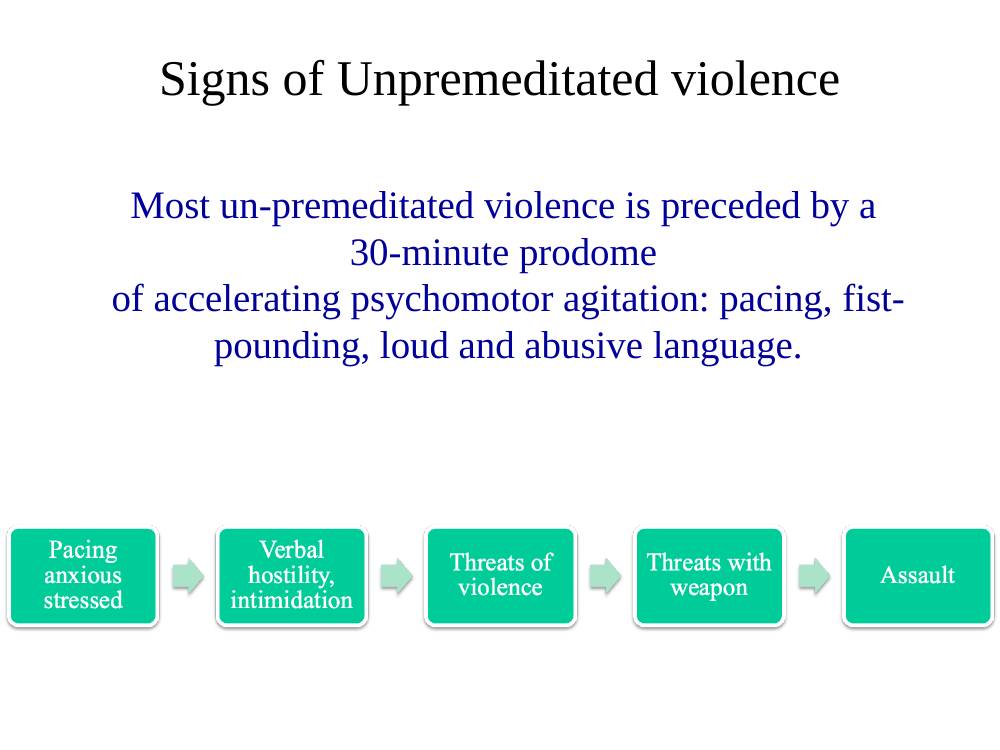 Signs of Unpremeditated violence
Most un-premeditated violence is preceded by a
30-minute prodome
of accelerating psychomotor agitation: pacing, fist-
pounding, loud and abusive language.
Pacing
anxious
stressed
Verbal
hostility,
intimidation
Threats of
violence
Threats with
weapon
Assault